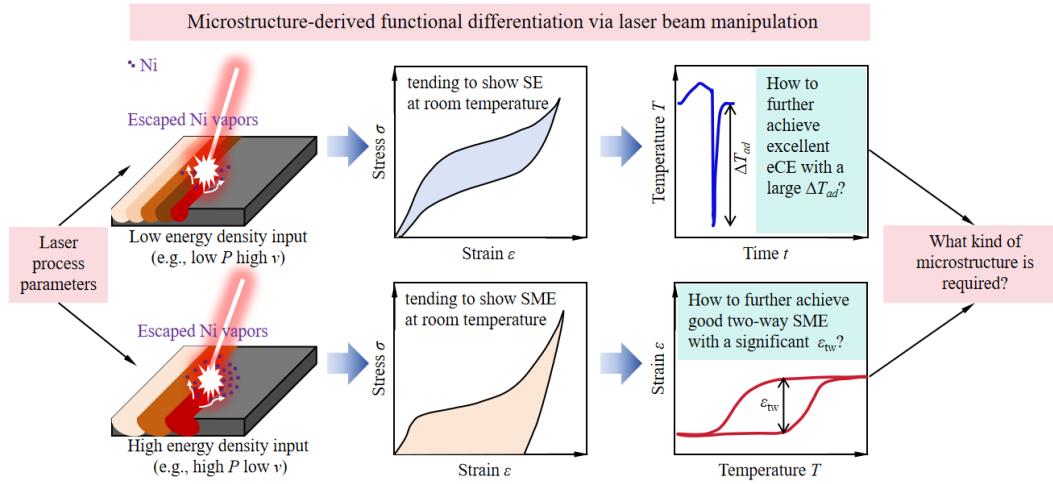 Microstructure-derived functional differentiation via laser beam manipulation
Ni
Escaped Ni vapors
Low energy density input
(e.g., low P high v)
tending to show SE
at room temperature
Stress σ
Strain ε
Temperature T
ΔT_ad
How to
further
achieve
excellent
eCE with a
large ΔT_ad?
Time t
Laser
process
parameters
What kind of
microstructure is
required?
Escaped Ni vapors
High energy density input
(e.g., high P low v)
tending to show SME
at room temperature
Stress σ
Strain ε
How to further achieve
good two-way SME
with a significant ε_tw?
Strain ε
ε_tw
Temperature T